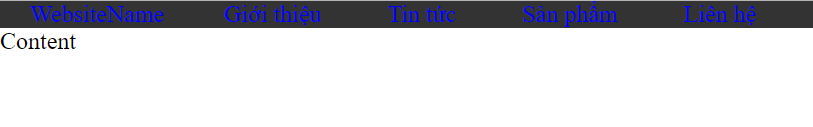 WebsiteName Giới thiệu Tin tức Sản phẩm Liên hệ
Content